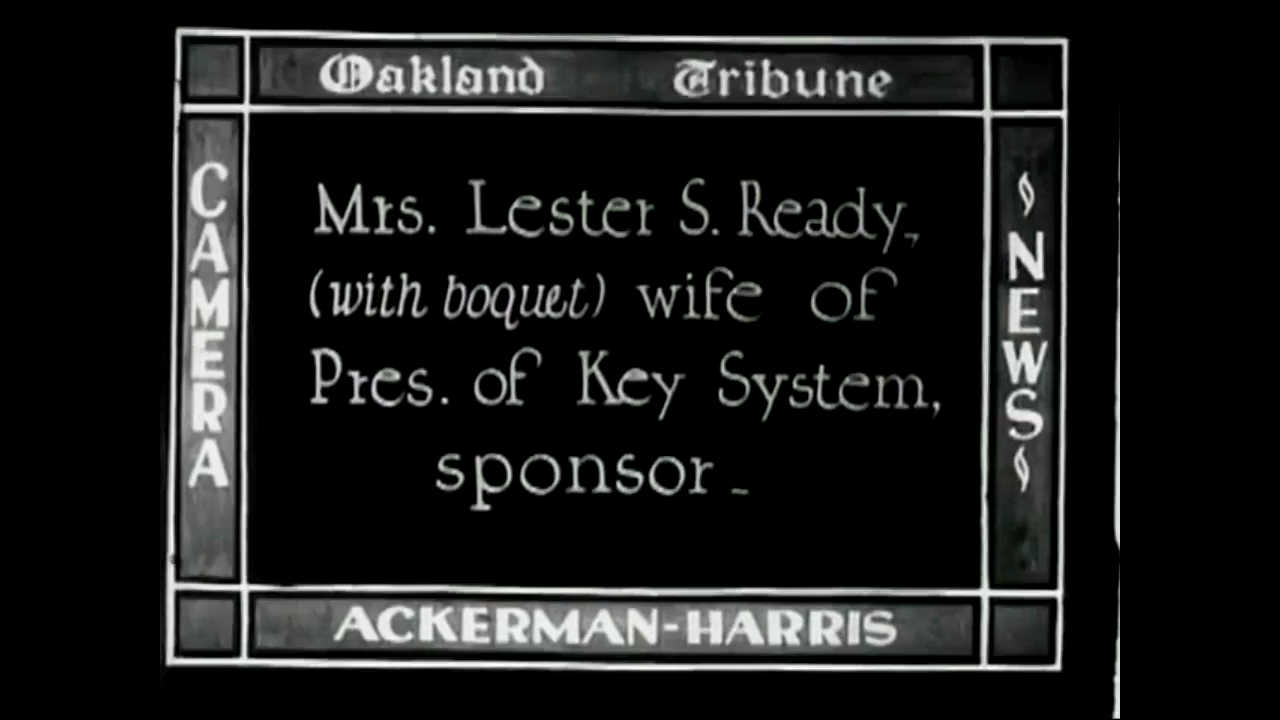 Oakland Tribune
CAMERA
Mrs. Lester S. Ready,
(with boquet) wife of
Pres. of Key System,
sponsor -
NEWS
ACKERMAN-HARRIS